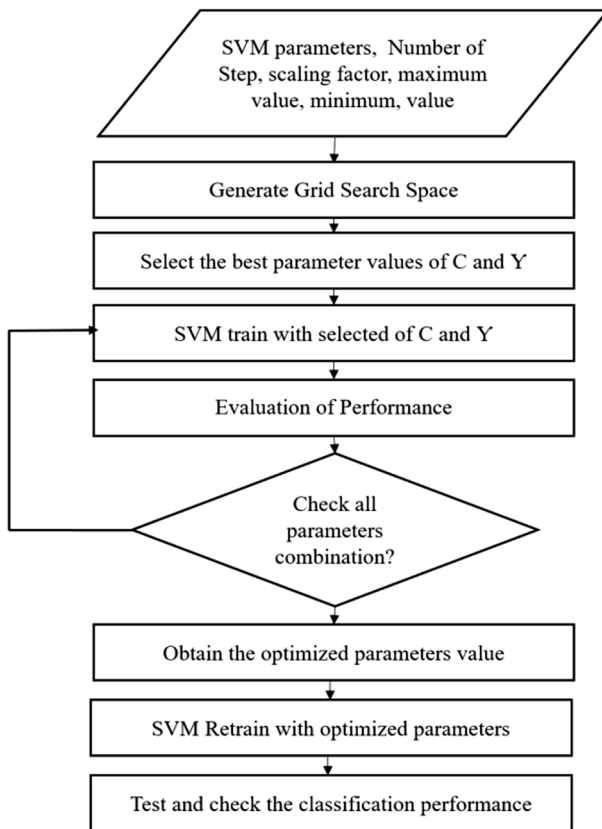 SVM parameters, Number of
Step, scaling factor, maximum
value, minimum, value
Generate Grid Search Space
Select the best parameter values of C and Y
SVM train with selected of C and Y
Evaluation of Performance
Check all
parameters
combination?
Obtain the optimized parameters value
SVM Retrain with optimized parameters
Test and check the classification performance